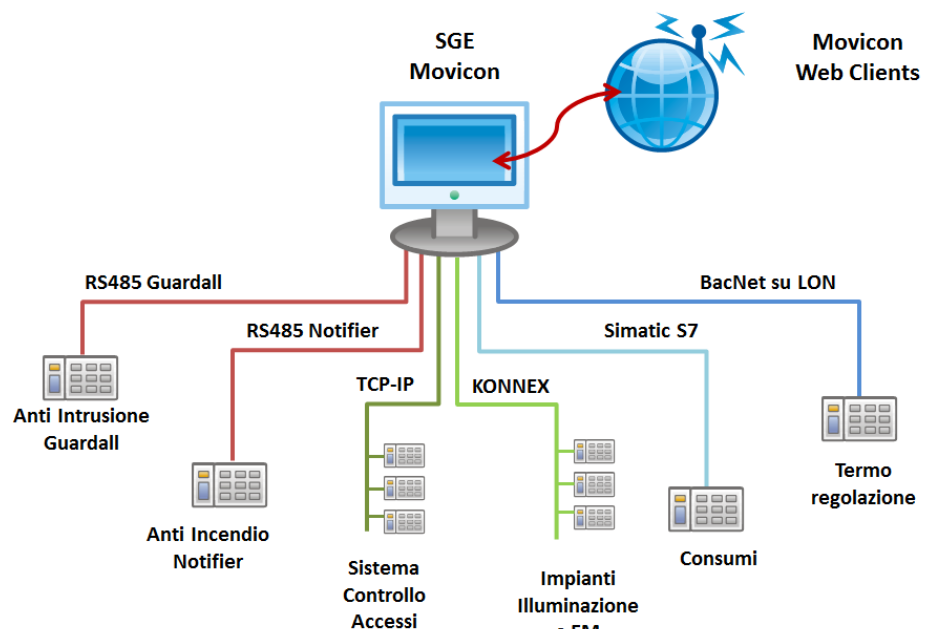 SGE
Movicon
Movicon
Web Clients
RS485 Guardall
BacNet su LON
RS485 Notifier
Simatic S7
TCP-IP
KONNEX
Anti Intrusione
Guardall
Termo
regolazione
Anti Incendio
Notifier
Consumi
Sistema
Controllo
Accessi
Impianti
Illuminazione
e FM